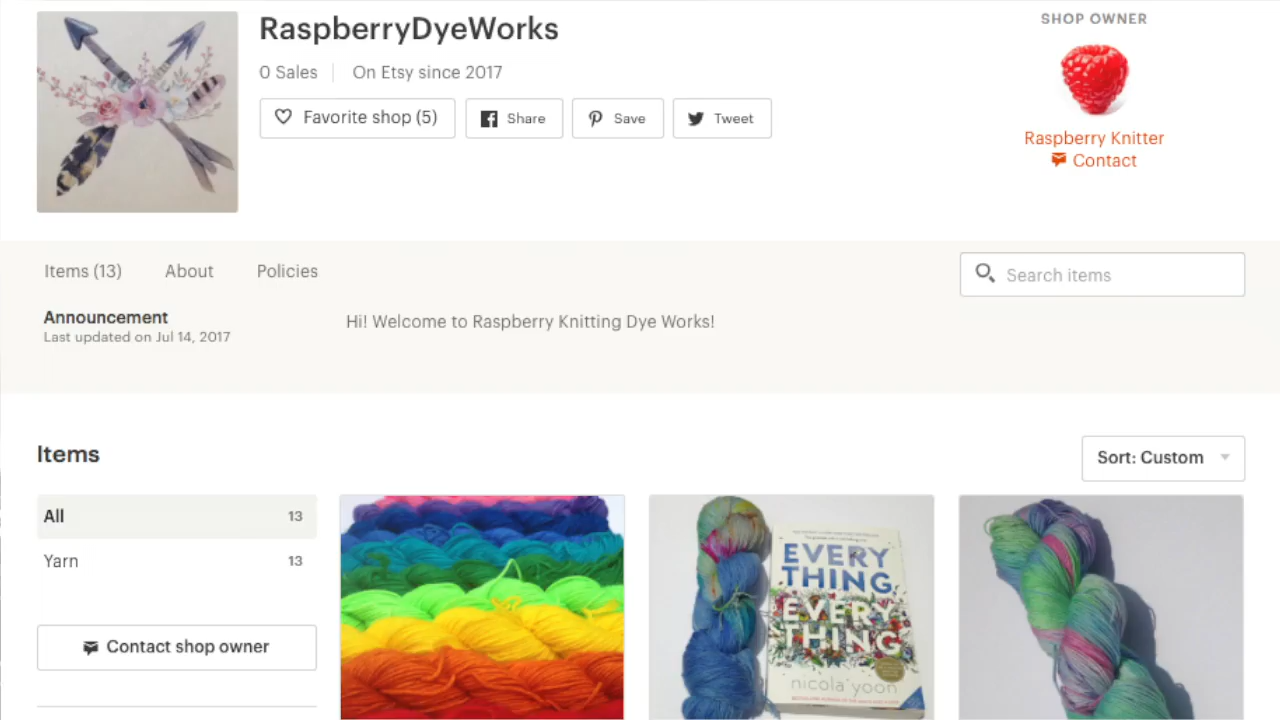 RaspberryDyeWorks
0 Sales
On Etsy since 2017
Favorite shop (5)
Share
Save
Tweet
SHOP OWNER
Raspberry Knitter
Contact
Items (13)
About
Policies
Search items
Announcement
Last updated on Jul 14, 2017
Hi! Welcome to Raspberry Knitting Dye Works!
Items
Sort: Custom
All
13
Yarn
13
Contact shop owner
EVERY
THING,
EVERY
THING
nicola yoon